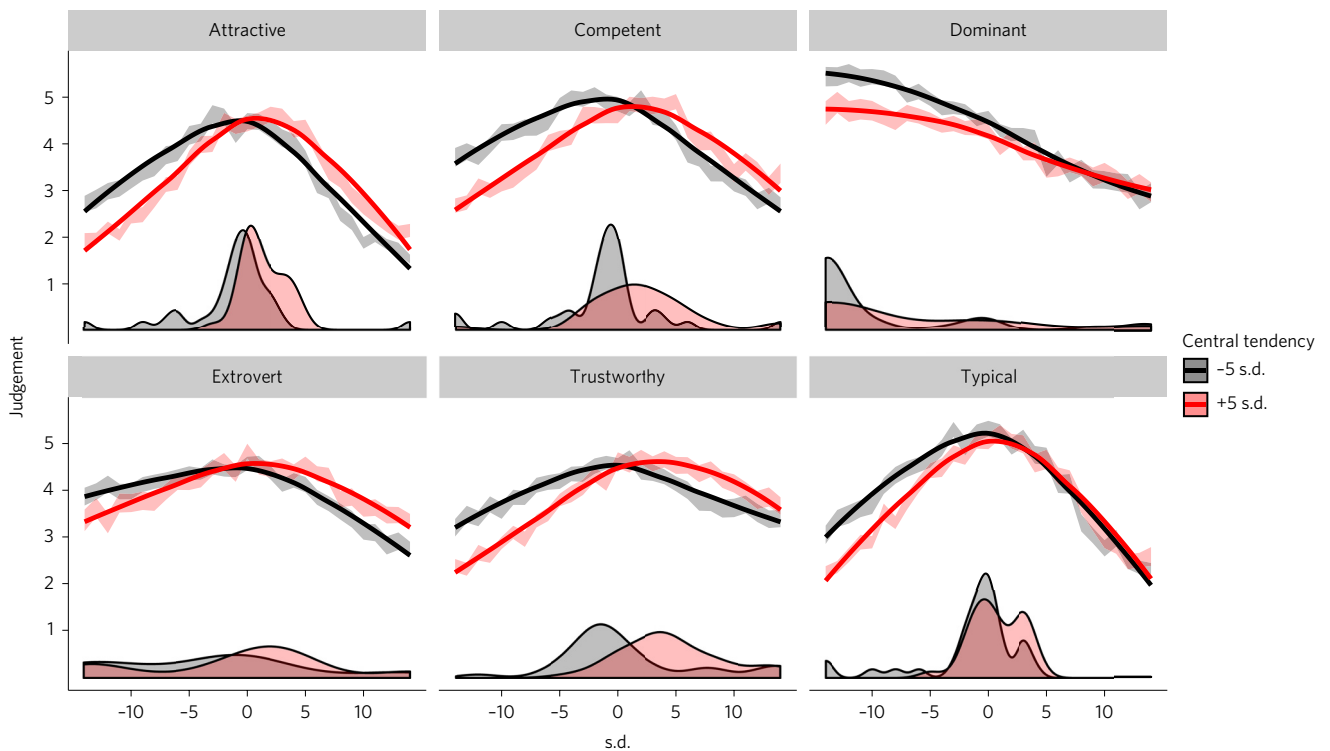 Attractive
Competent
Dominant
5
4
3
2
1
Extrovert
Trustworthy
Typical
5
4
3
2
1
–10 –5 0 5 10
–10 –5 0 5 10
–10 –5 0 5 10
s.d.
Judgement
Central tendency
–5 s.d.
+5 s.d.